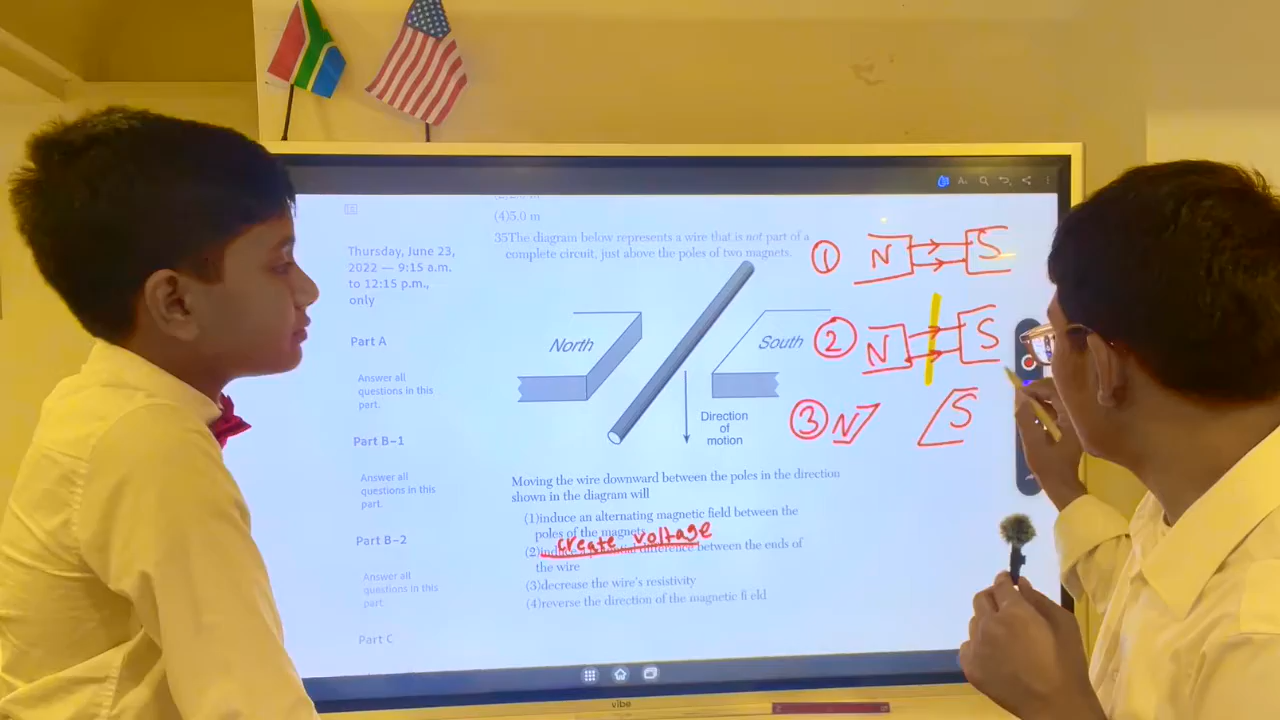 (4)5.0 m
35The diagram below represents a wire that is not part of a
complete circuit, just above the poles of two magnets.
Thursday, June 23,
2022 — 9:15 a.m.
to 12:15 p.m.,
only
Part A
Answer all
questions in this
part.
Part B–1
Answer all
questions in this
part.
Part B–2
Answer all
questions in this
part.
Part C
North
South
Direction
of
motion
① N S
② N S
③ N S
Moving the wire downward between the poles in the direction
shown in the diagram will
(1)induce an alternating magnetic field between the
poles of the magnets
create voltage
(2)induce a potential difference between the ends of
the wire
(3)decrease the wire's resistivity
(4)reverse the direction of the magnetic fi eld
vibe